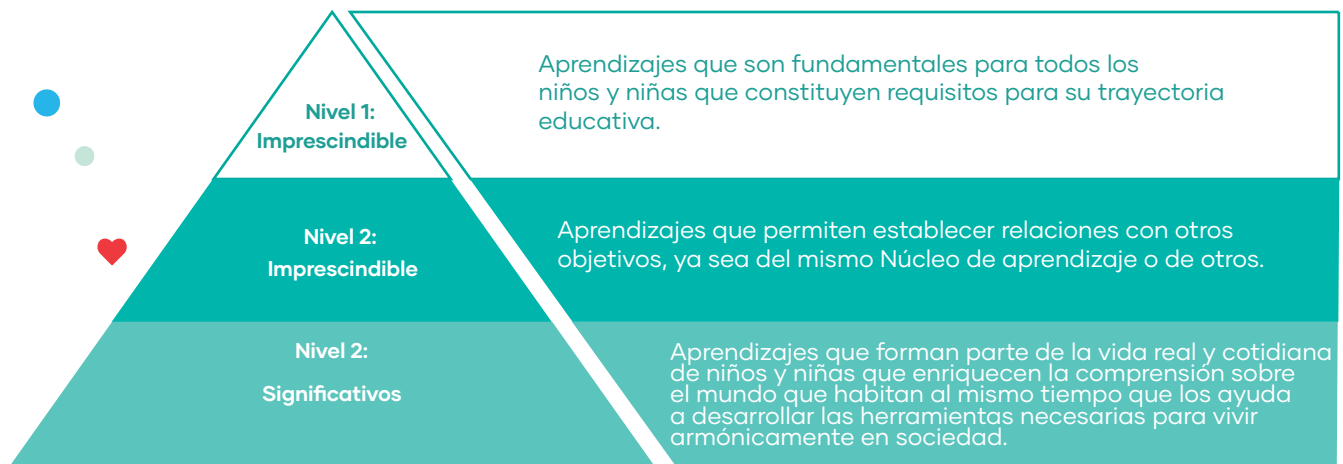 Nivel 1:
Imprescindible
Aprendizajes que son fundamentales para todos los
niños y niñas que constituyen requisitos para su trayectoria
educativa.
Nivel 2:
Imprescindible
Aprendizajes que permiten establecer relaciones con otros
objetivos, ya sea del mismo Núcleo de aprendizaje o de otros.
Nivel 2:
Significativos
Aprendizajes que forman parte de la vida real y cotidiana
de niños y niñas que enriquecen la comprensión sobre
el mundo que habitan al mismo tiempo que los ayuda
a desarrollar las herramientas necesarias para vivir
armónicamente en sociedad.